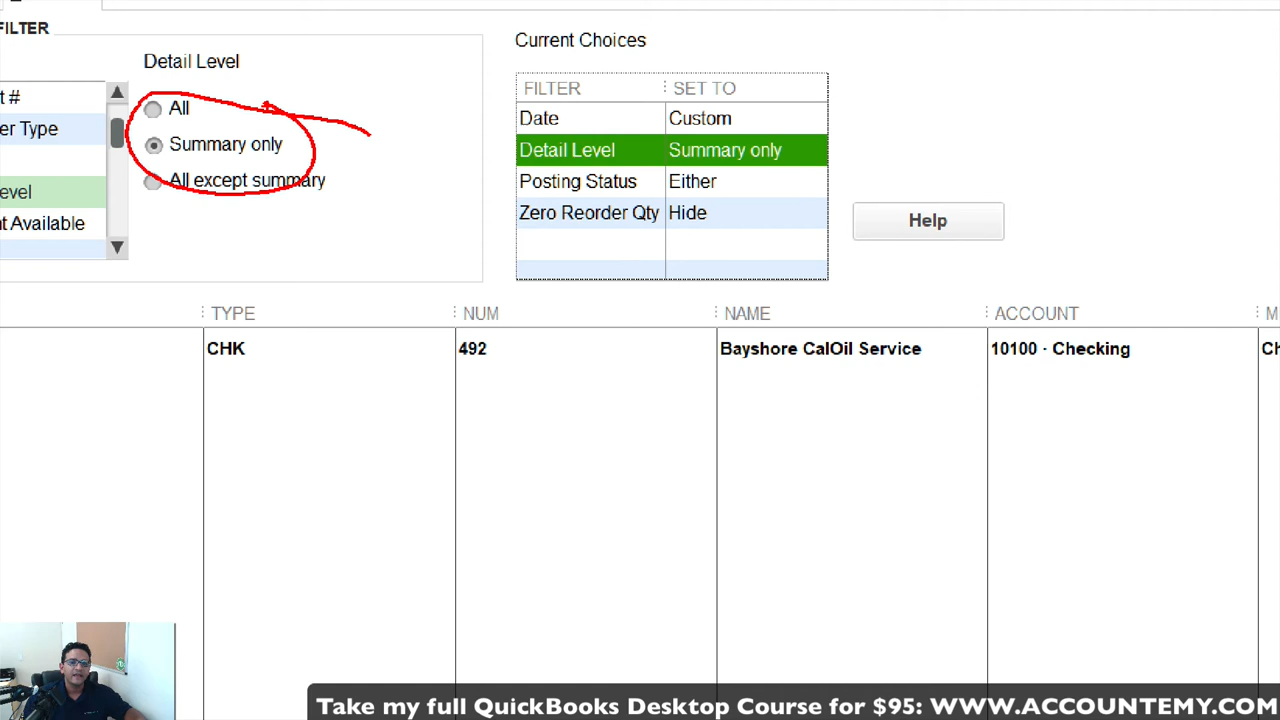 FILTER
Detail Level
Current Choices
t #
er Type
evel
nt Available
All
Summary only
All except summary
FILTER SET TO
Date Custom
Detail Level Summary only
Posting Status Either
Zero Reorder Qty Hide
Help
TYPE NUM NAME ACCOUNT M
CHK 492 Bayshore CalOil Service 10100 · Checking Ch
Take my full QuickBooks Desktop Course for $95: WWW.ACCOUNTEMY.COM